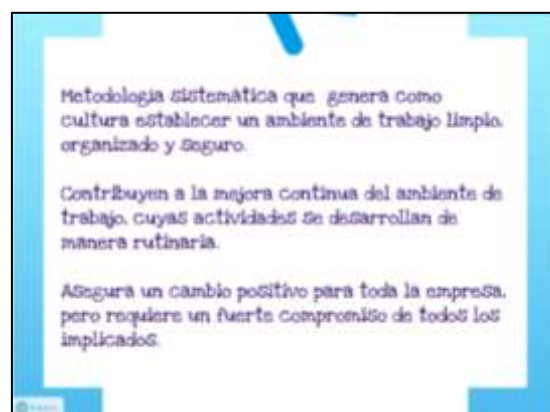 Metodología sistemática que genera como
cultura establecer un ambiente de trabajo limpio,
organizado y seguro.
Contribuyen a la mejora continua del ambiente de
trabajo, cuyas actividades se desarrollan de
manera rutinaria.
Asegura un cambio positivo para toda la empresa,
pero requiere un fuerte compromiso de todos los
implicados.